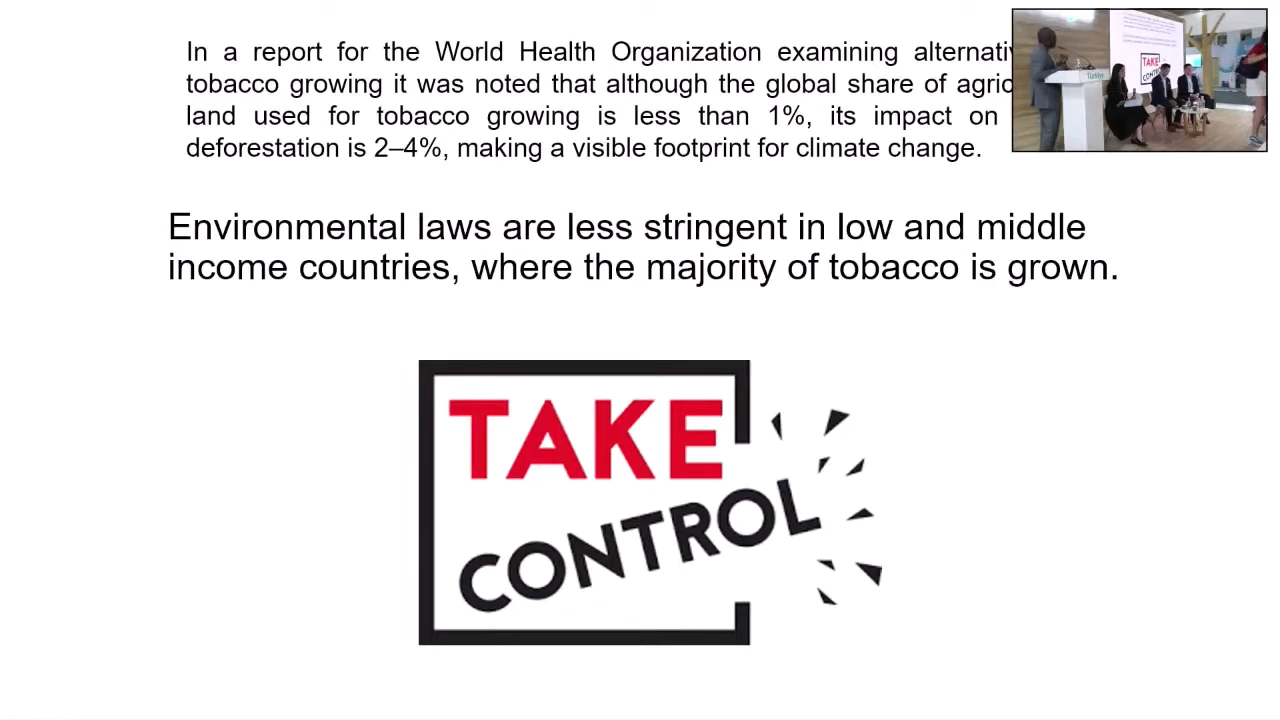 In a report for the World Health Organization examining
tobacco growing it was noted that although the global share of
land used for tobacco growing is less than 1%, its impact on
deforestation is 2–4%, making a visible footprint for climate change.
Environmental laws are less stringent in low and middle
income countries, where the majority of tobacco is grown.
TAKE
CONTROL
TAKE
CONTROL